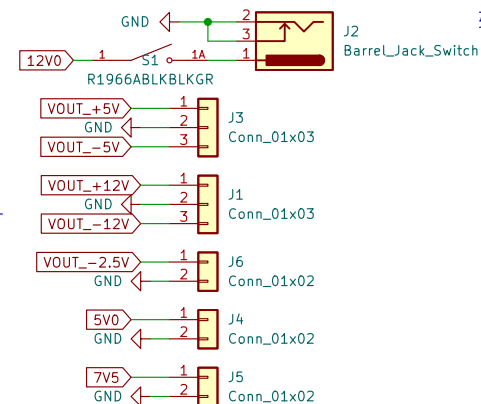 GND 2 J2
3 Barrel_Jack_Switch
12V0 1 S1 1A 1
R1966ABLKBLKGR
VOUT_+5V 1 J3
GND 2 Conn_01x03
VOUT_-5V 3
VOUT_+12V 1 J1
GND 2 Conn_01x03
VOUT_-12V 3
VOUT_-2.5V 1 J6
GND 2 Conn_01x02
5V0 1 J4
GND 2 Conn_01x02
7V5 1 J5
GND 2 Conn_01x02